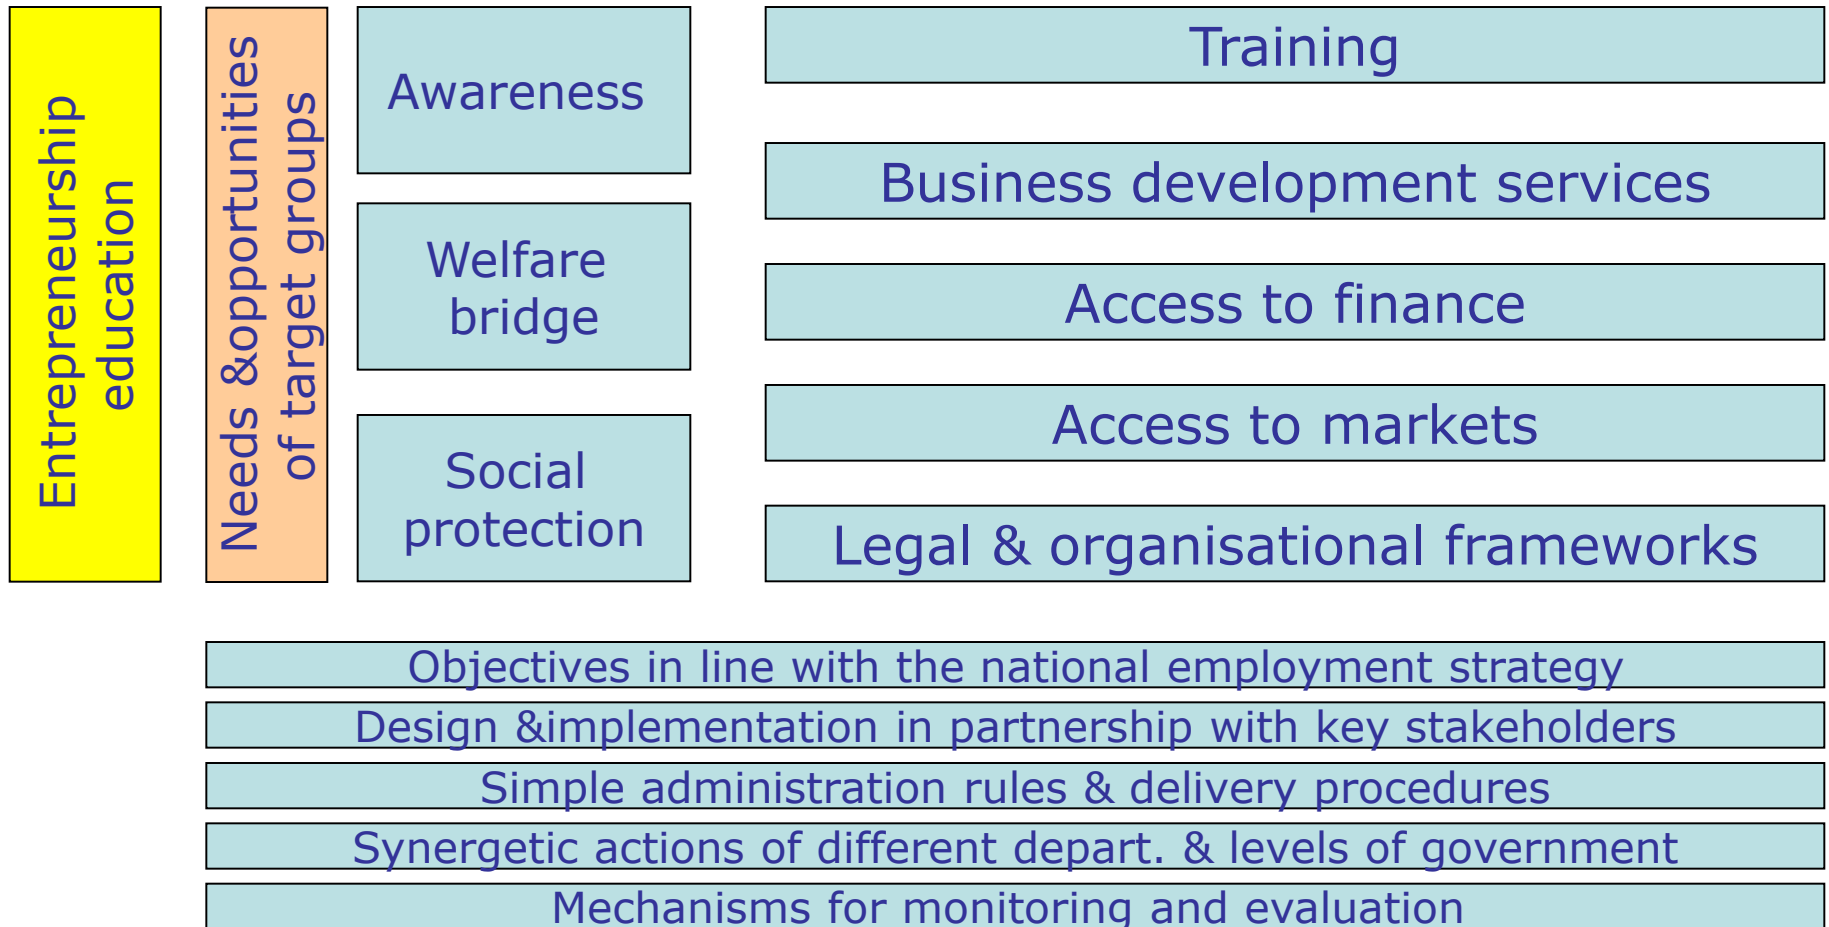 Entrepreneurship
education
Needs &opportunities
of target groups
Awareness
Welfare
bridge
Social
protection
Training
Business development services
Access to finance
Access to markets
Legal & organisational frameworks
Objectives in line with the national employment strategy
Design &implementation in partnership with key stakeholders
Simple administration rules & delivery procedures
Synergetic actions of different depart. & levels of government
Mechanisms for monitoring and evaluation